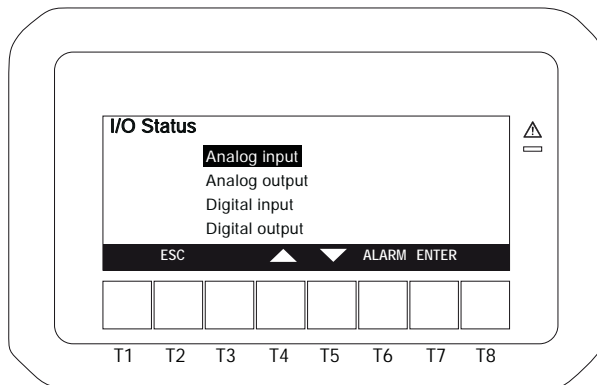 I/O Status
Analog input
Analog output
Digital input
Digital output
ESC ALARM ENTER
T1 T2 T3 T4 T5 T6 T7 T8